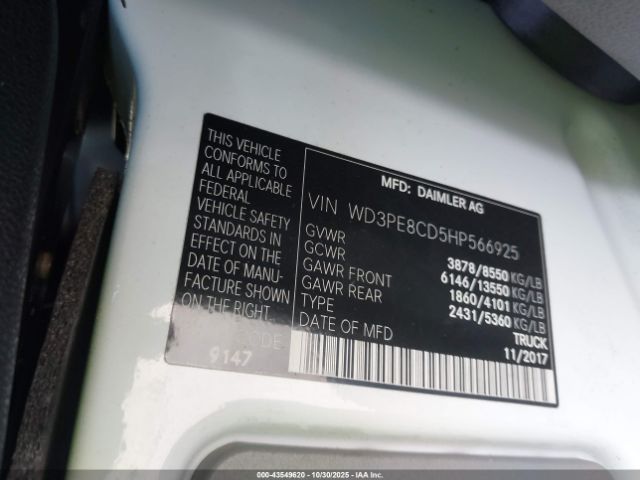 THIS VEHICLE
CONFORMS TO
ALL APPLICABLE
FEDERAL
VEHICLE SAFETY
STANDARDS IN
EFFECT ON THE
DATE OF MANU-
FACTURE SHOWN
ON THE RIGHT.
CODE
9147
MFD: DAIMLER AG
VIN WD3PE8CD5HP566925
GVWR 3878/8550 KG/LB
GCWR 6146/13550 KG/LB
GAWR FRONT 1860/4101 KG/LB
GAWR REAR 2431/5360 KG/LB
TYPE TRUCK
DATE OF MFD 11/2017
000-43549620 - 10/30/2025 - IAA Inc.